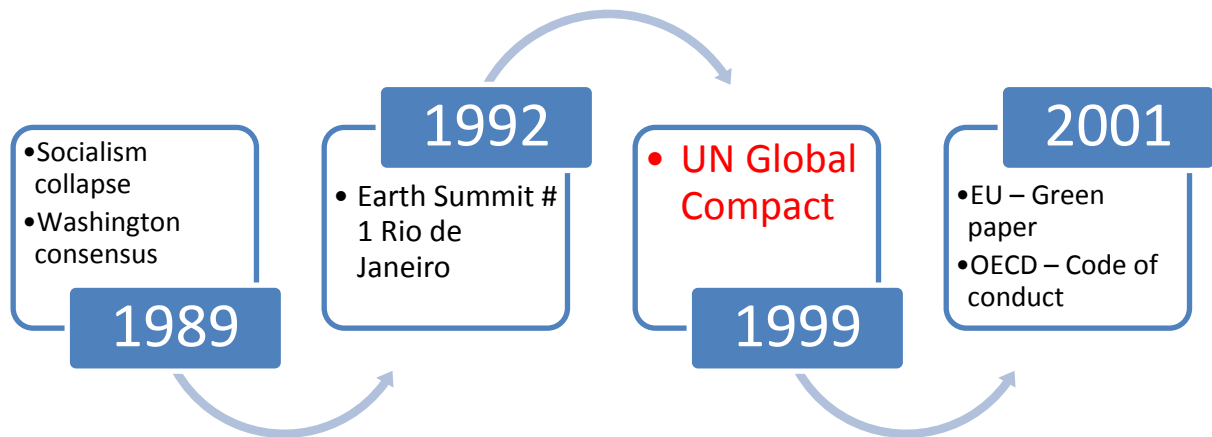 •Socialism
collapse
•Washington
consensus
1989
1992
• Earth Summit #
1 Rio de
Janeiro
• UN Global
Compact
1999
2001
•EU – Green
paper
•OECD – Code of
conduct